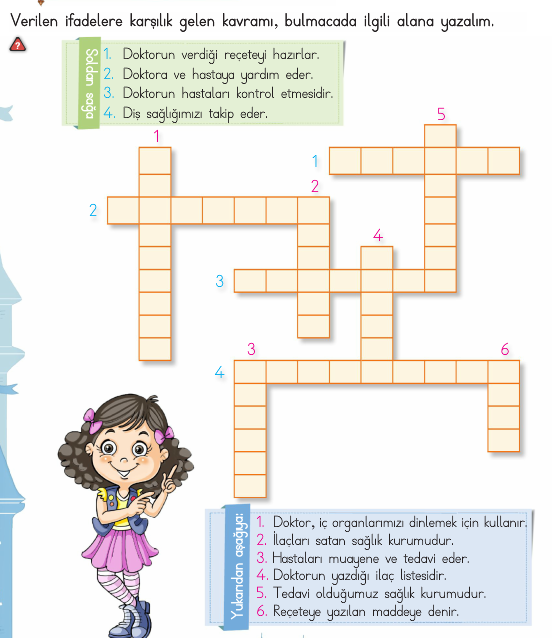 Verilen ifadelere karşılık gelen kavramı, bulmacada ilgili alana yazalım.
?
Soldan sağa
1. Doktorun verdiği reçeteyi hazırlar.
2. Doktora ve hastaya yardım eder.
3. Doktorun hastaları kontrol etmesidir.
4. Diş sağlığımızı takip eder.
5
1
1
2
2
4
3
3
6
4
Yukarıdan aşağıya:
1. Doktor, iç organlarımızı dinlemek için kullanır.
2. İlaçları satan sağlık kurumudur.
3. Hastaları muayene ve tedavi eder.
4. Doktorun yazdığı ilaç listesidir.
5. Tedavi olduğumuz sağlık kurumudur.
6. Reçeteye yazılan maddeye denir.